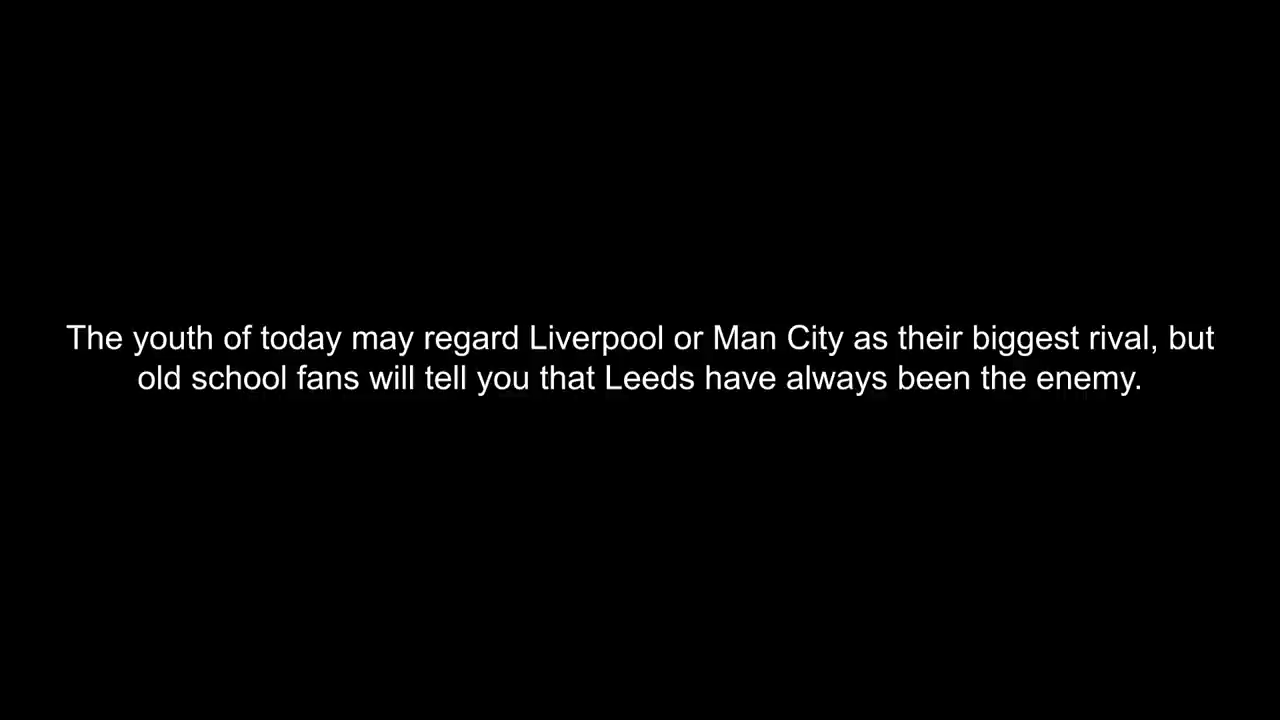 The youth of today may regard Liverpool or Man City as their biggest rival, but
old school fans will tell you that Leeds have always been the enemy.